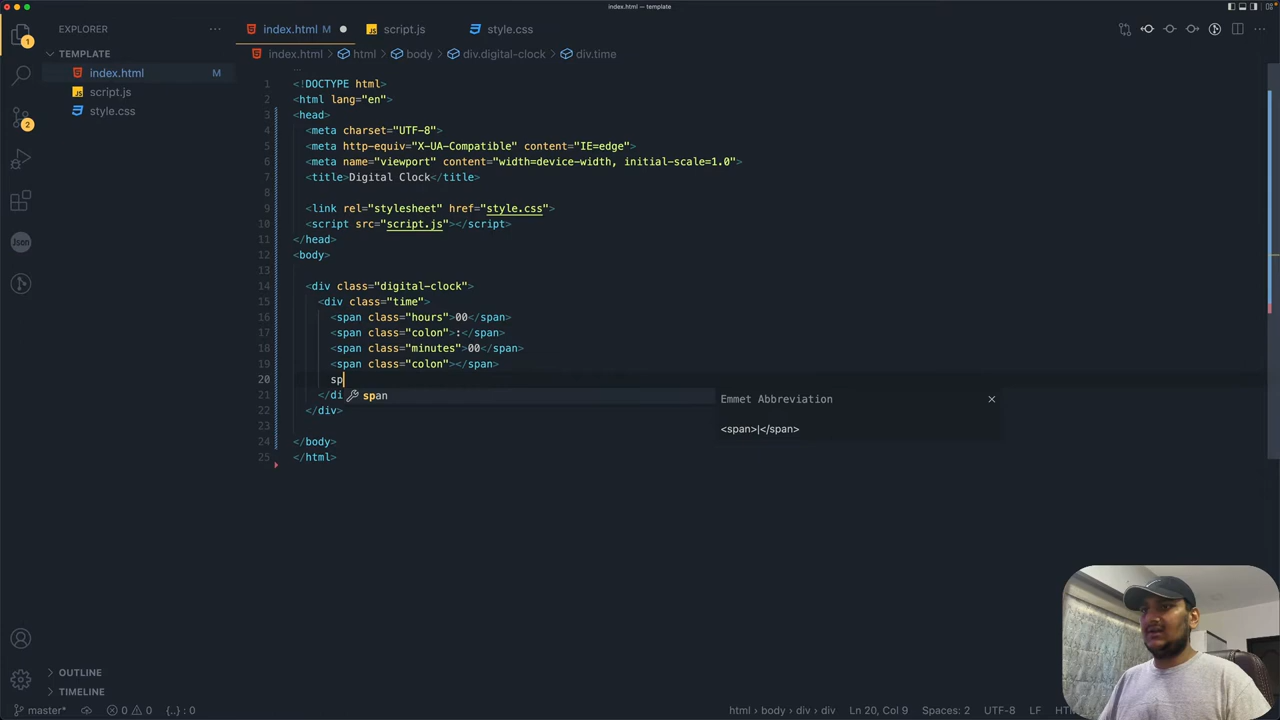 index.html — template
EXPLORER
index.html M
script.js
style.css
TEMPLATE
index.html M
script.js
style.css
index.html > html > body > div.digital-clock > div.time
1 <!DOCTYPE html>
2 <html lang="en">
3 <head>
4 <meta charset="UTF-8">
5 <meta http-equiv="X-UA-Compatible" content="IE=edge">
6 <meta name="viewport" content="width=device-width, initial-scale=1.0">
7 <title>Digital Clock</title>
8
9 <link rel="stylesheet" href="style.css">
10 <script src="script.js"></script>
11 </head>
12 <body>
13
14 <div class="digital-clock">
15 <div class="time">
16 <span class="hours">00</span>
17 <span class="colon">:</span>
18 <span class="minutes">00</span>
19 <span class="colon"></span>
20 sp
21 </di
span
Emmet Abbreviation
<span>|</span>
22 </div>
23
24 </body>
25 </html>
1
2
Json
OUTLINE
TIMELINE
master*
0 0
{..} : 0
html > body > div > div
Ln 20, Col 9
Spaces: 2
UTF-8
LF